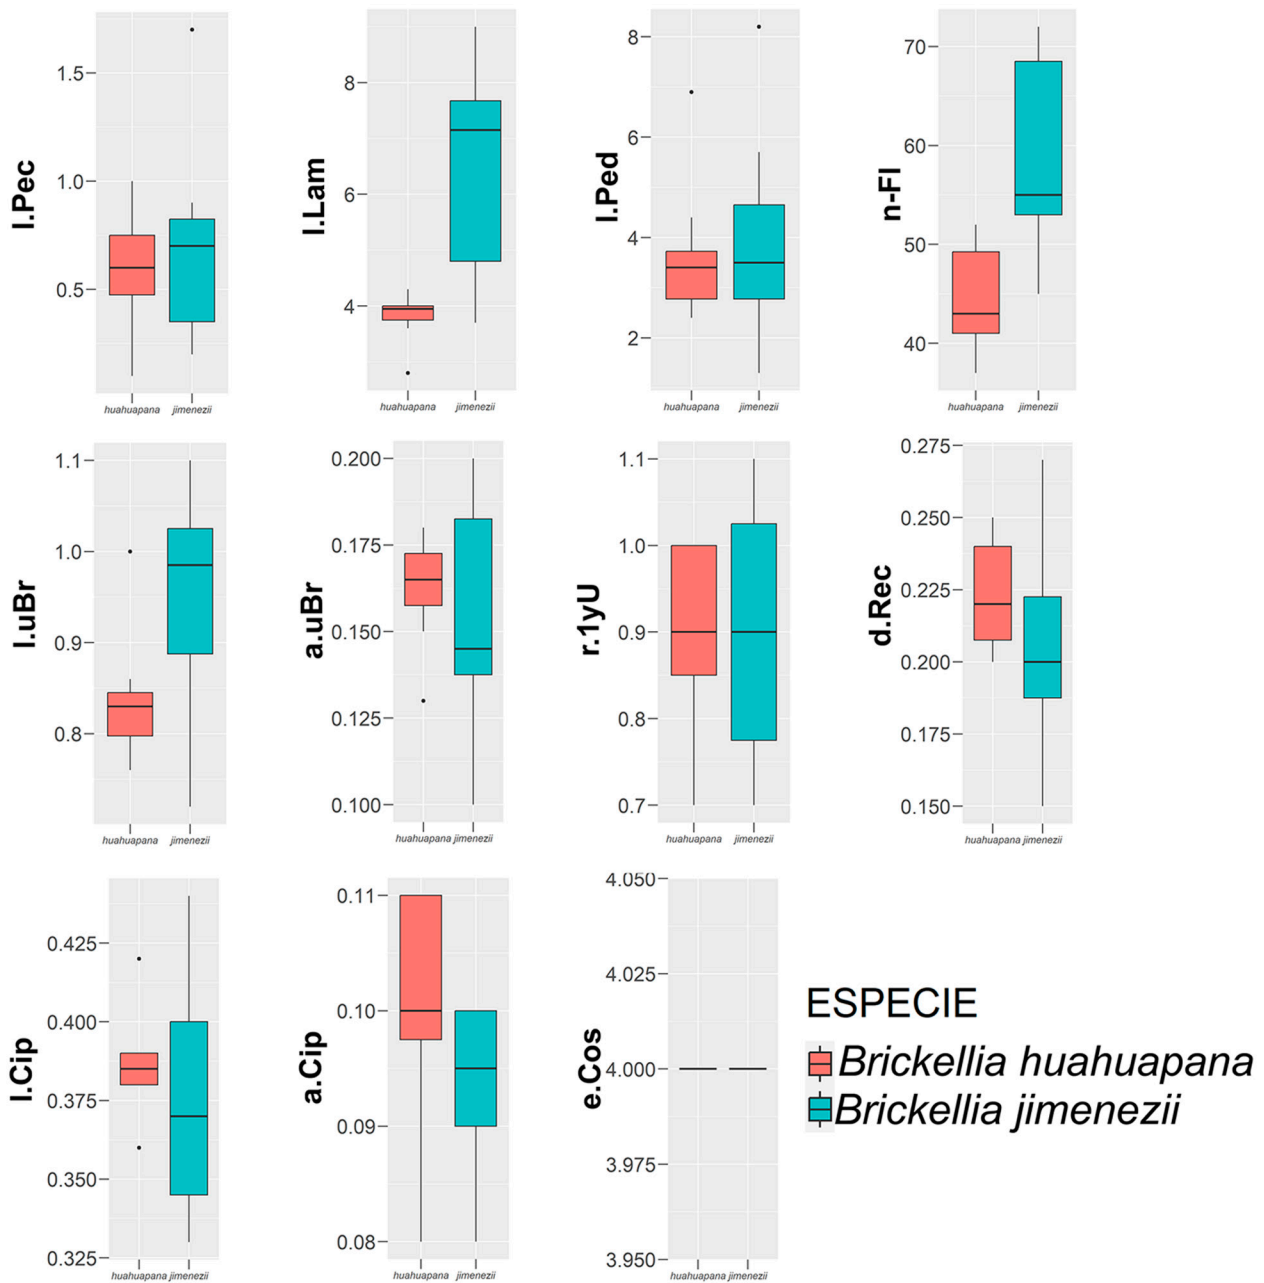 l.Pec
1.5
1.0
0.5
huahuapana jimenezii
l.Lam
8
6
4
huahuapana jimenezii
l.Ped
8
6
4
2
huahuapana jimenezii
n-Fl
70
60
50
40
huahuapana jimenezii
l.uBr
1.1
1.0
0.9
0.8
huahuapana jimenezii
a.uBr
0.200
0.175
0.150
0.125
0.100
huahuapana jimenezii
r.1yU
1.1
1.0
0.9
0.8
0.7
huahuapana jimenezii
d.Rec
0.275
0.250
0.225
0.200
0.175
0.150
huahuapana jimenezii
l.Cip
0.425
0.400
0.375
0.350
0.325
huahuapana jimenezii
a.Cip
0.11
0.10
0.09
0.08
huahuapana jimenezii
e.Cos
4.050
4.025
4.000
3.975
3.950
huahuapana jimenezii
ESPECIE
Brickellia huahuapana
Brickellia jimenezii